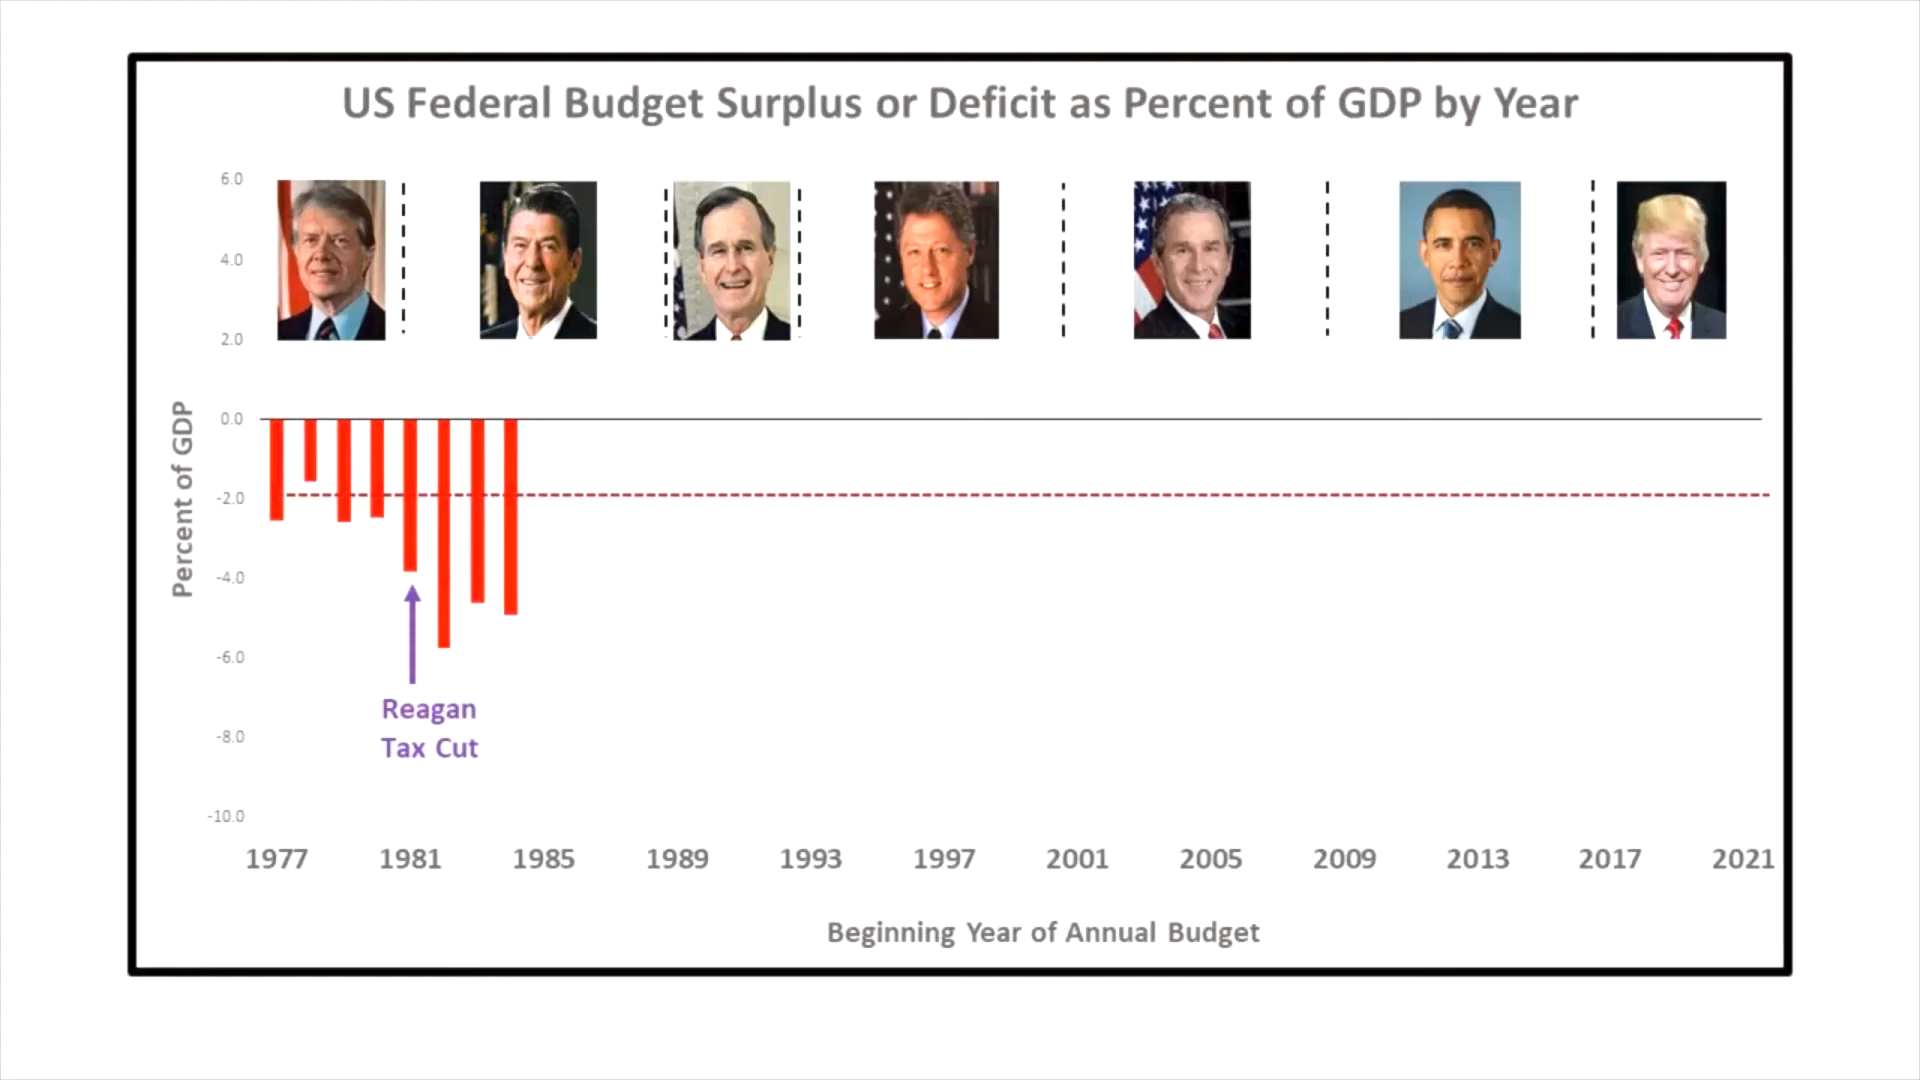 US Federal Budget Surplus or Deficit as Percent of GDP by Year
6.0
4.0
2.0
0.0
-2.0
-4.0
-6.0
-8.0
-10.0
Percent of GDP
Reagan
Tax Cut
1977 1981 1985 1989 1993 1997 2001 2005 2009 2013 2017 2021
Beginning Year of Annual Budget